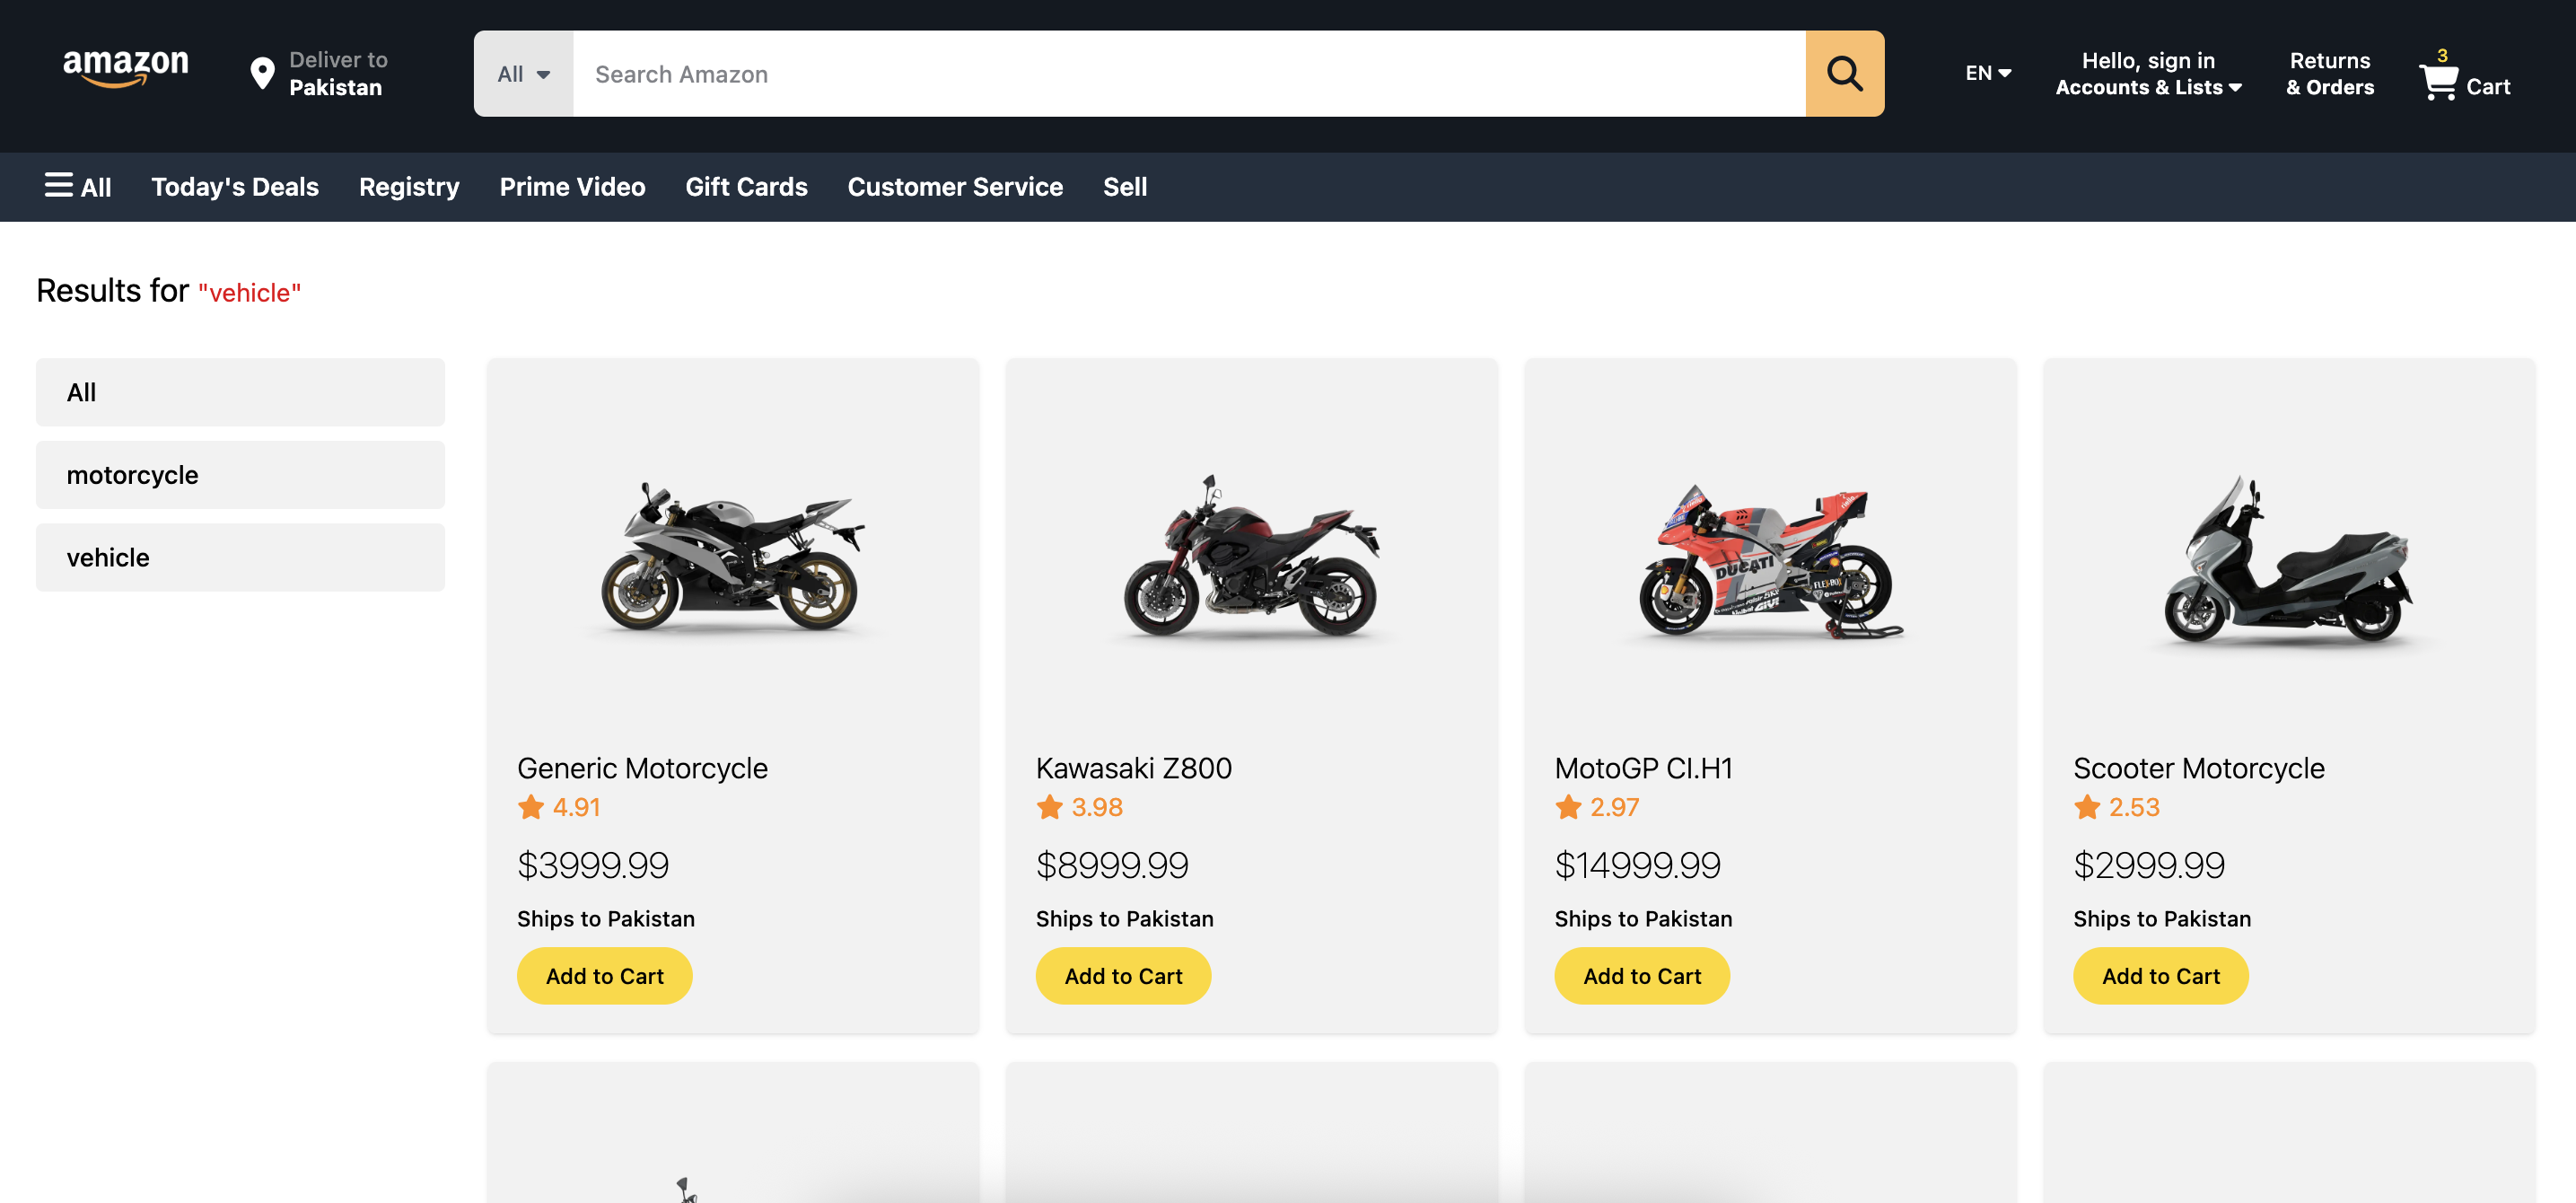 amazon
Deliver to
Pakistan
All
Search Amazon
EN
Hello, sign in
Accounts & Lists
Returns
& Orders
3
Cart
All
Today's Deals
Registry
Prime Video
Gift Cards
Customer Service
Sell
Results for "vehicle"
All
motorcycle
vehicle
DUCATI
Generic Motorcycle
4.91
$3999.99
Ships to Pakistan
Add to Cart
Kawasaki Z800
3.98
$8999.99
Ships to Pakistan
Add to Cart
MotoGP CI.H1
2.97
$14999.99
Ships to Pakistan
Add to Cart
Scooter Motorcycle
2.53
$2999.99
Ships to Pakistan
Add to Cart